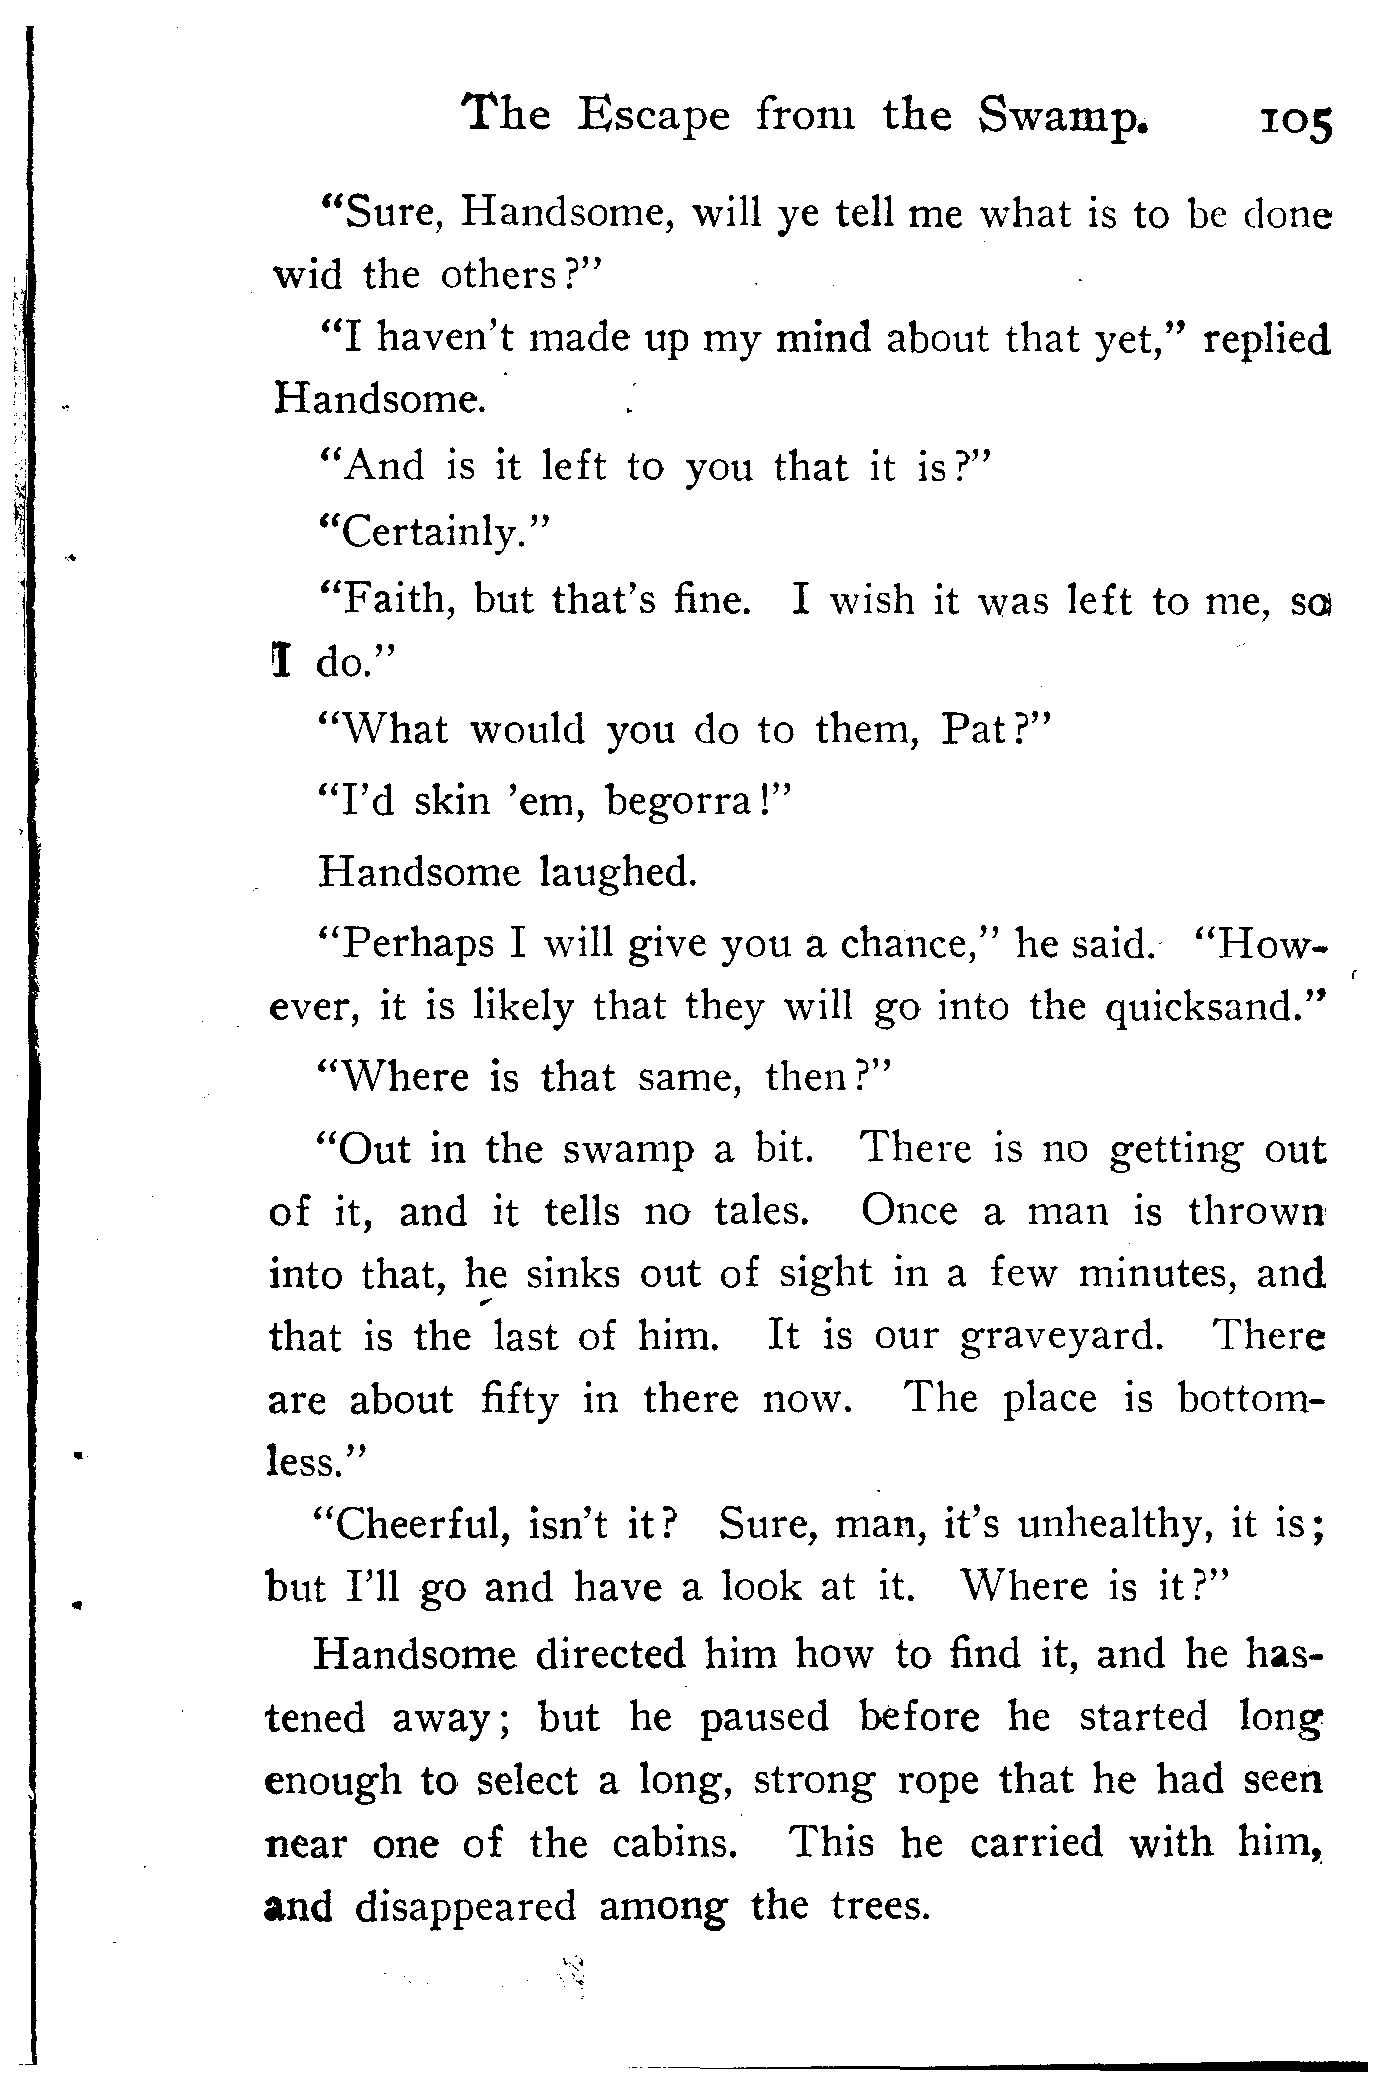 The Escape from the Swamp. 105
"Sure, Handsome, will ye tell me what is to be done
wid the others?"
"I haven't made up my mind about that yet," replied
Handsome.
"And is it left to you that it is?"
"Certainly."
"Faith, but that's fine. I wish it was left to me, so
I do."
"What would you do to them, Pat?"
"I'd skin 'em, begorra!"
Handsome laughed.
"Perhaps I will give you a chance," he said. "How-
ever, it is likely that they will go into the quicksand."
"Where is that same, then?"
"Out in the swamp a bit. There is no getting out
of it, and it tells no tales. Once a man is thrown
into that, he sinks out of sight in a few minutes, and
that is the last of him. It is our graveyard. There
are about fifty in there now. The place is bottom-
less."
"Cheerful, isn't it? Sure, man, it's unhealthy, it is;
but I'll go and have a look at it. Where is it?"
Handsome directed him how to find it, and he has-
tened away; but he paused before he started long
enough to select a long, strong rope that he had seen
near one of the cabins. This he carried with him,
and disappeared among the trees.